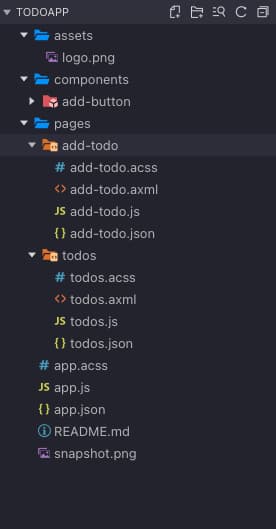 TODOAPP
assets
logo.png
components
add-button
pages
add-todo
# add-todo.acss
<> add-todo.axml
JS add-todo.js
{ } add-todo.json
todos
# todos.acss
<> todos.axml
JS todos.js
{ } todos.json
# app.acss
JS app.js
{ } app.json
README.md
snapshot.png